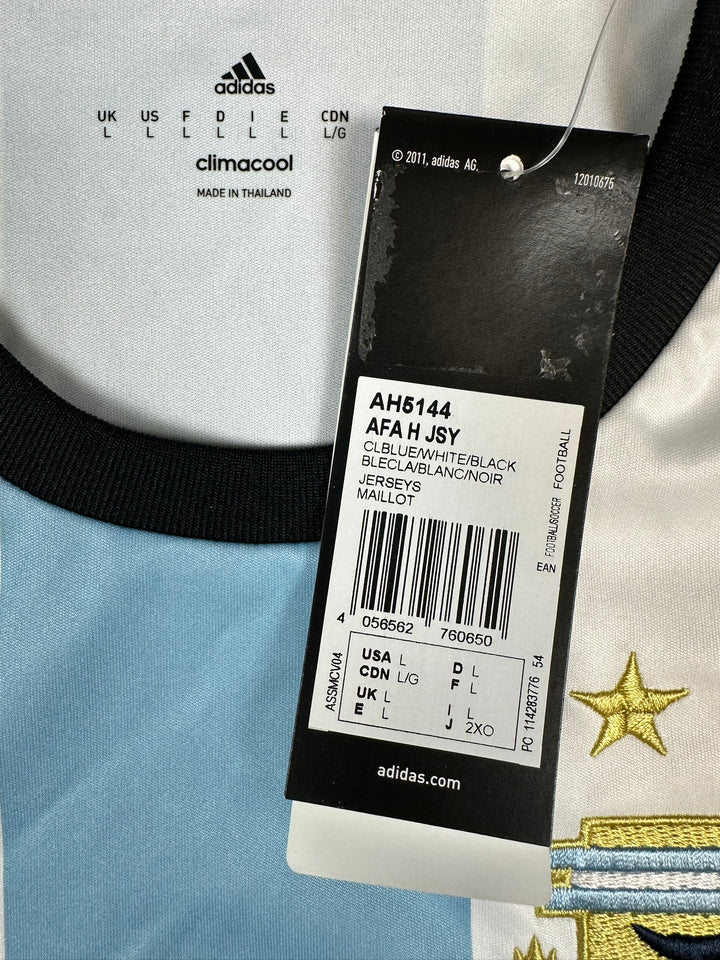 adidas
UK US F D I E CDN
L L L L L L L/G
climacool
MADE IN THAILAND
© 2011, adidas AG.
12010675
AH5144
AFA H JSY
CLBLUE/WHITE/BLACK
BLECLA/BLANC/NOIR
JERSEYS
MAILLOT
FOOTBALL/SOCCER FOOTBALL
EAN
4 056562 760650
ASSMCV04
USA L D L
CDN L/G F L
UK L I L
E L J 2XO
PC 114283776 54
adidas.com